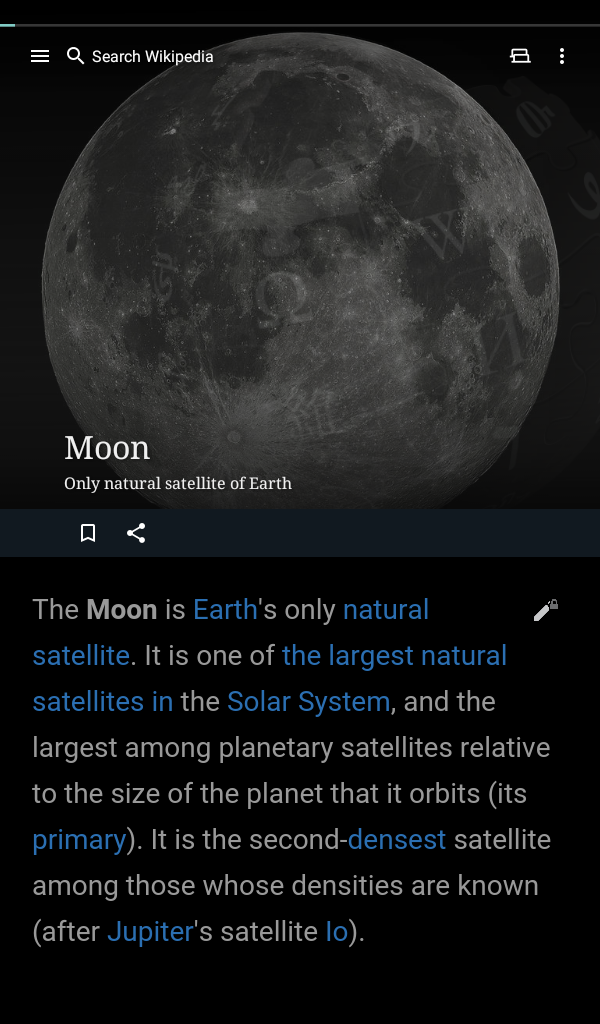 Search Wikipedia
W
Ω
И
Moon
Only natural satellite of Earth
The Moon is Earth's only natural
satellite. It is one of the largest natural
satellites in the Solar System, and the
largest among planetary satellites relative
to the size of the planet that it orbits (its
primary). It is the second-densest satellite
among those whose densities are known
(after Jupiter's satellite Io).